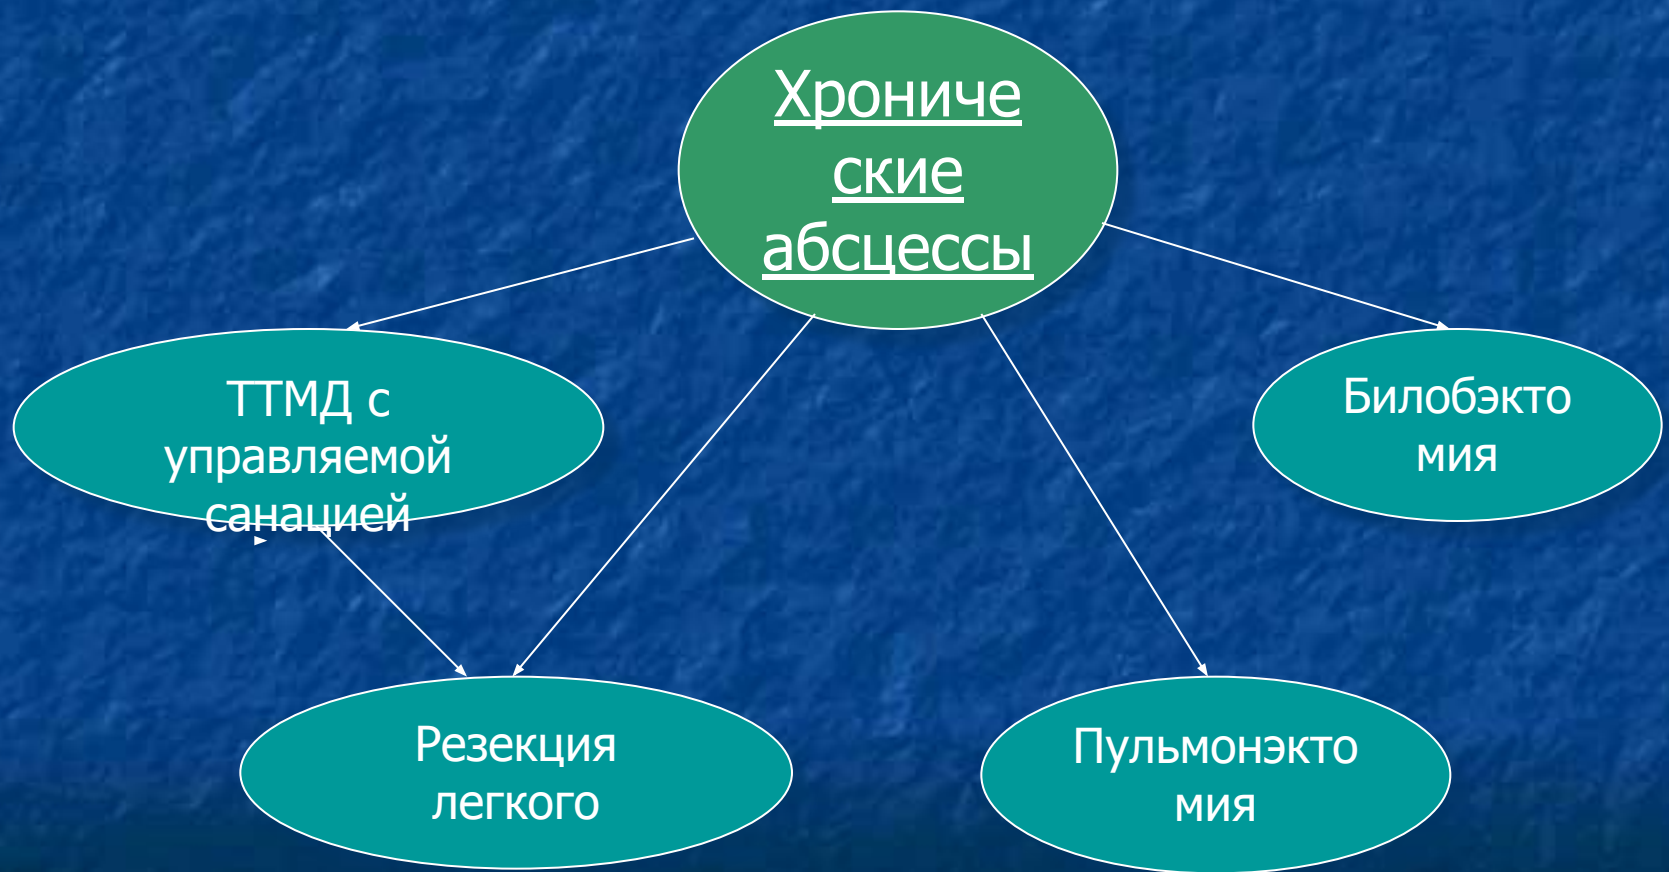 Хрониче
ские
абсцессы
ТТМД с
управляемой
санацией
Билобэкто
мия
Резекция
легкого
Пульмонэкто
мия